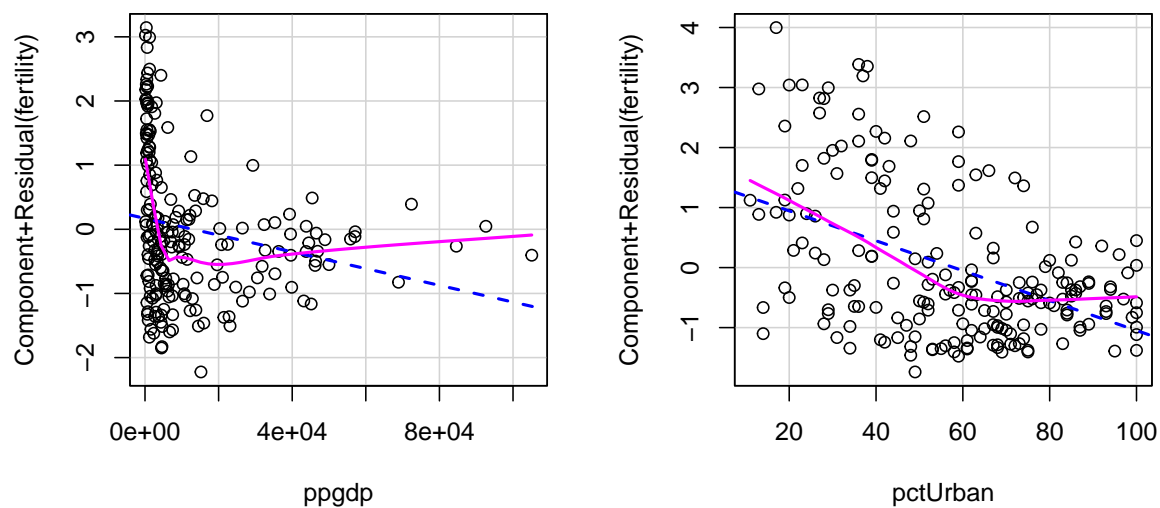 Component+Residual(fertility)
3
2
1
0
−1
−2
0e+00 4e+04 8e+04
ppgdp
Component+Residual(fertility)
4
3
2
1
0
−1
20 40 60 80 100
pctUrban